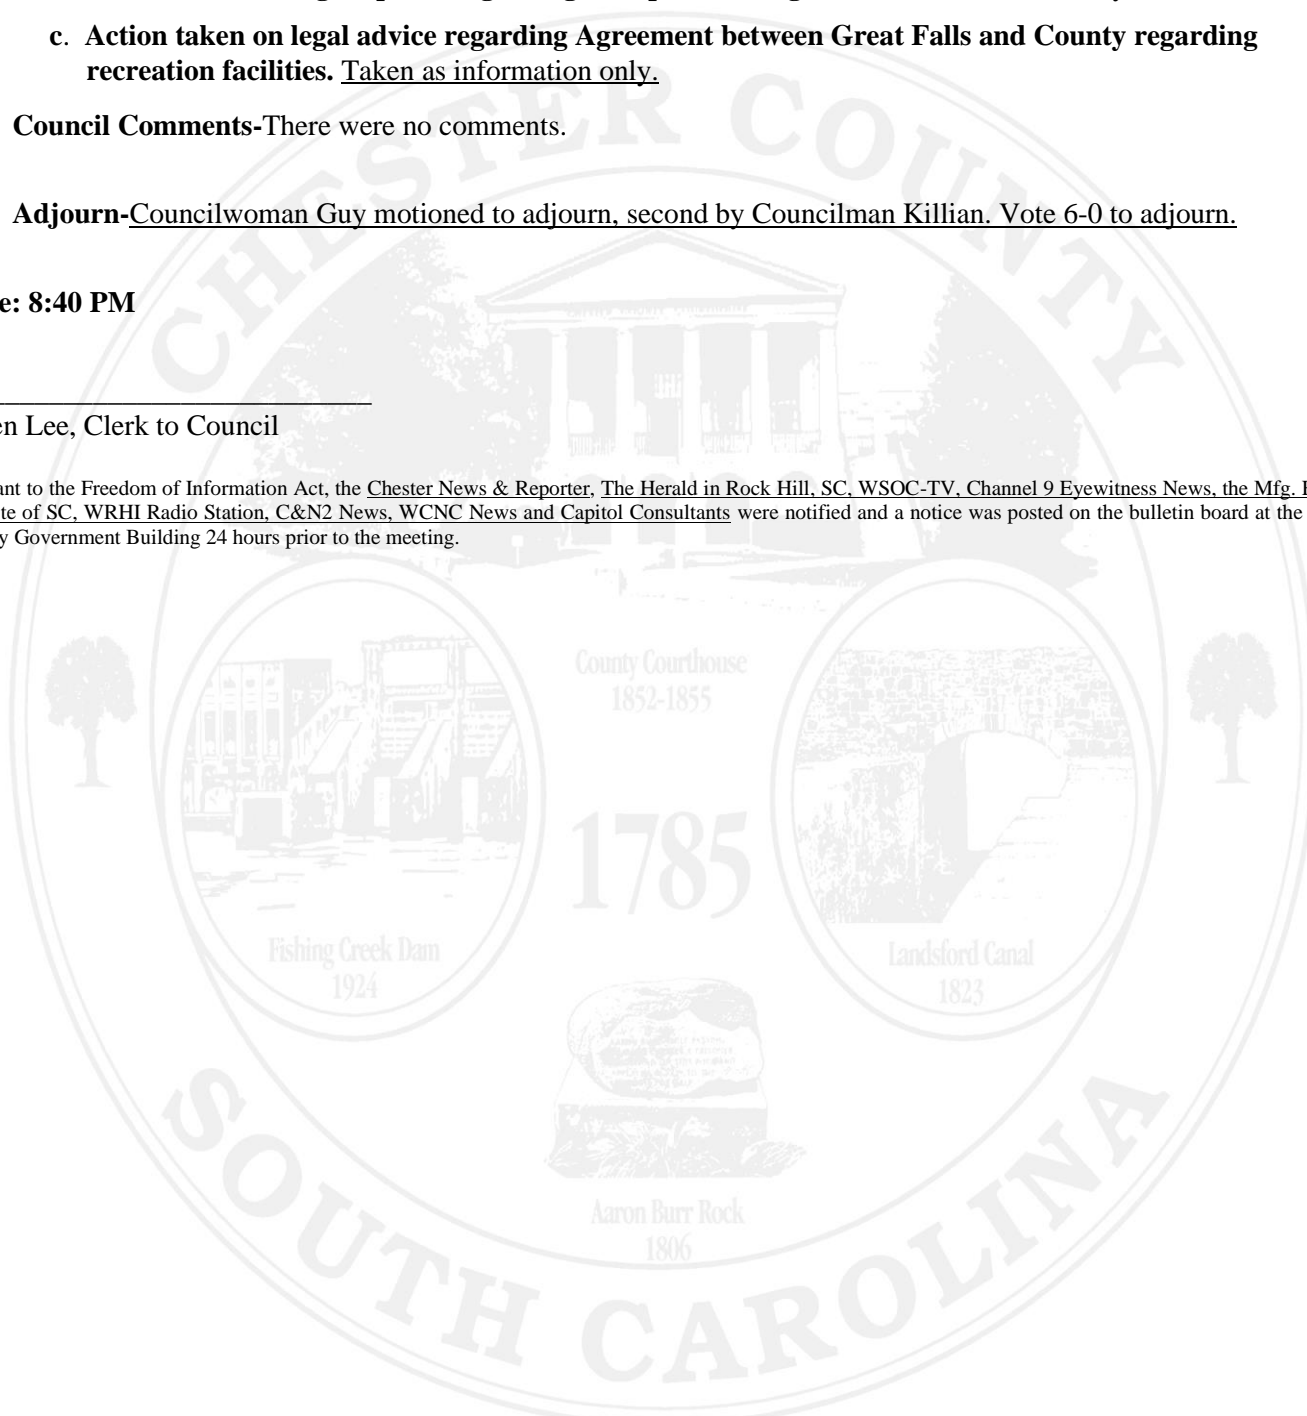 c. Action taken on legal advice regarding Agreement between Great Falls and County regarding
recreation facilities. Taken as information only.
Council Comments-There were no comments.
Adjourn-Councilwoman Guy motioned to adjourn, second by Councilman Killian. Vote 6-0 to adjourn.
e: 8:40 PM
en Lee, Clerk to Council
ant to the Freedom of Information Act, the Chester News & Reporter, The Herald in Rock Hill, SC, WSOC-TV, Channel 9 Eyewitness News, the Mfg.
te of SC, WRHI Radio Station, C&N2 News, WCNC News and Capitol Consultants were notified and a notice was posted on the bulletin board at the
y Government Building 24 hours prior to the meeting.
CHESTER COUNTY
County Courthouse
1852-1855
1785
Fishing Creek Dam
1924
Landsford Canal
1823
Aaron Burr Rock
1806
SOUTH CAROLINA